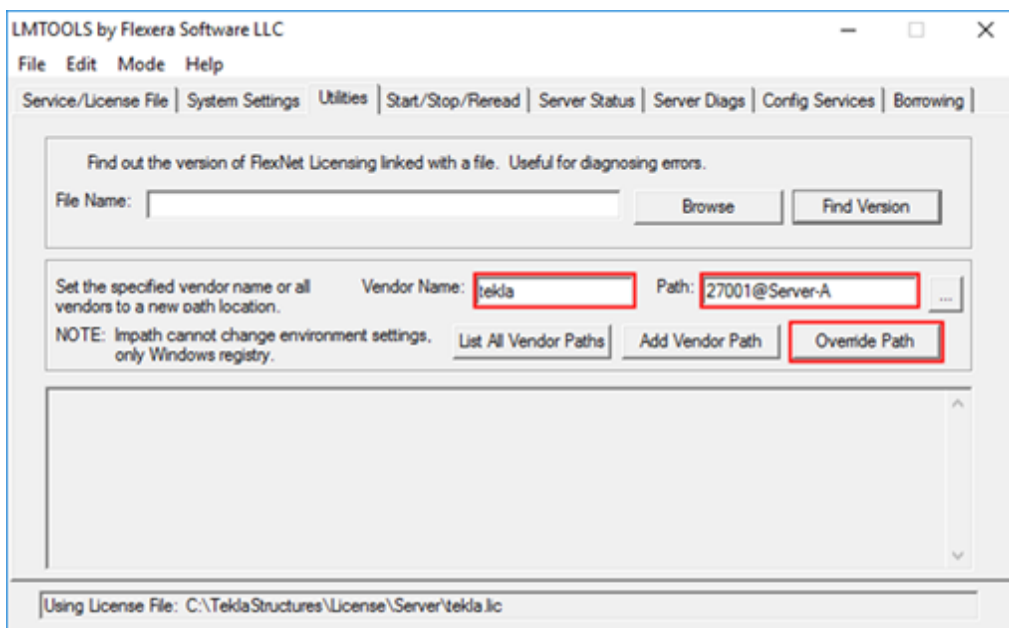 LMTOOLS by Flexera Software LLC
File Edit Mode Help
Service/License File System Settings Utilities Start/Stop/Reread Server Status Server Diags Config Services Borrowing
Find out the version of FlexNet Licensing linked with a file. Useful for diagnosing errors.
File Name: Browse Find Version
Set the specified vendor name or all
vendors to a new path location.
Vendor Name: tekla Path: 27001@Server-A ...
NOTE: lmpath cannot change environment settings,
only Windows registry.
List All Vendor Paths Add Vendor Path Override Path
Using License File: C:\TeklaStructures\License\Server\tekla.lic